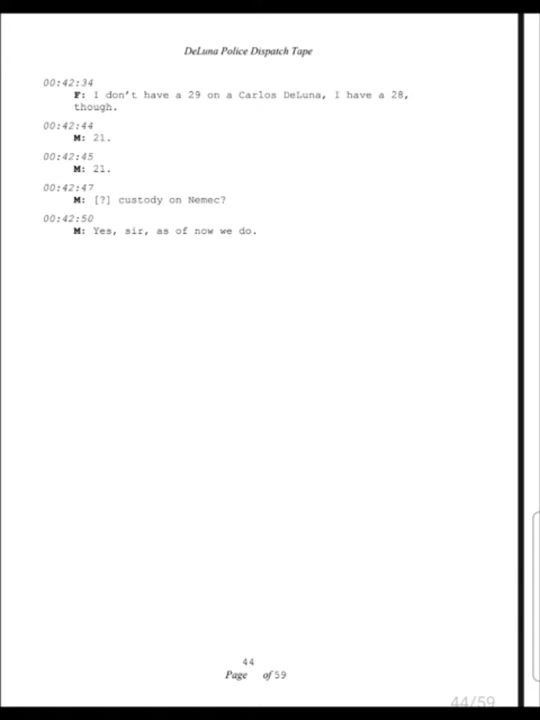 DeLuna Police Dispatch Tape
00:42:34
F: I don't have a 29 on a Carlos DeLuna, I have a 28,
though.
00:42:44
M: 21.
00:42:45
M: 21.
00:42:47
M: [?] custody on Nemec?
00:42:50
M: Yes, sir, as of now we do.
44
Page of 59
44/59